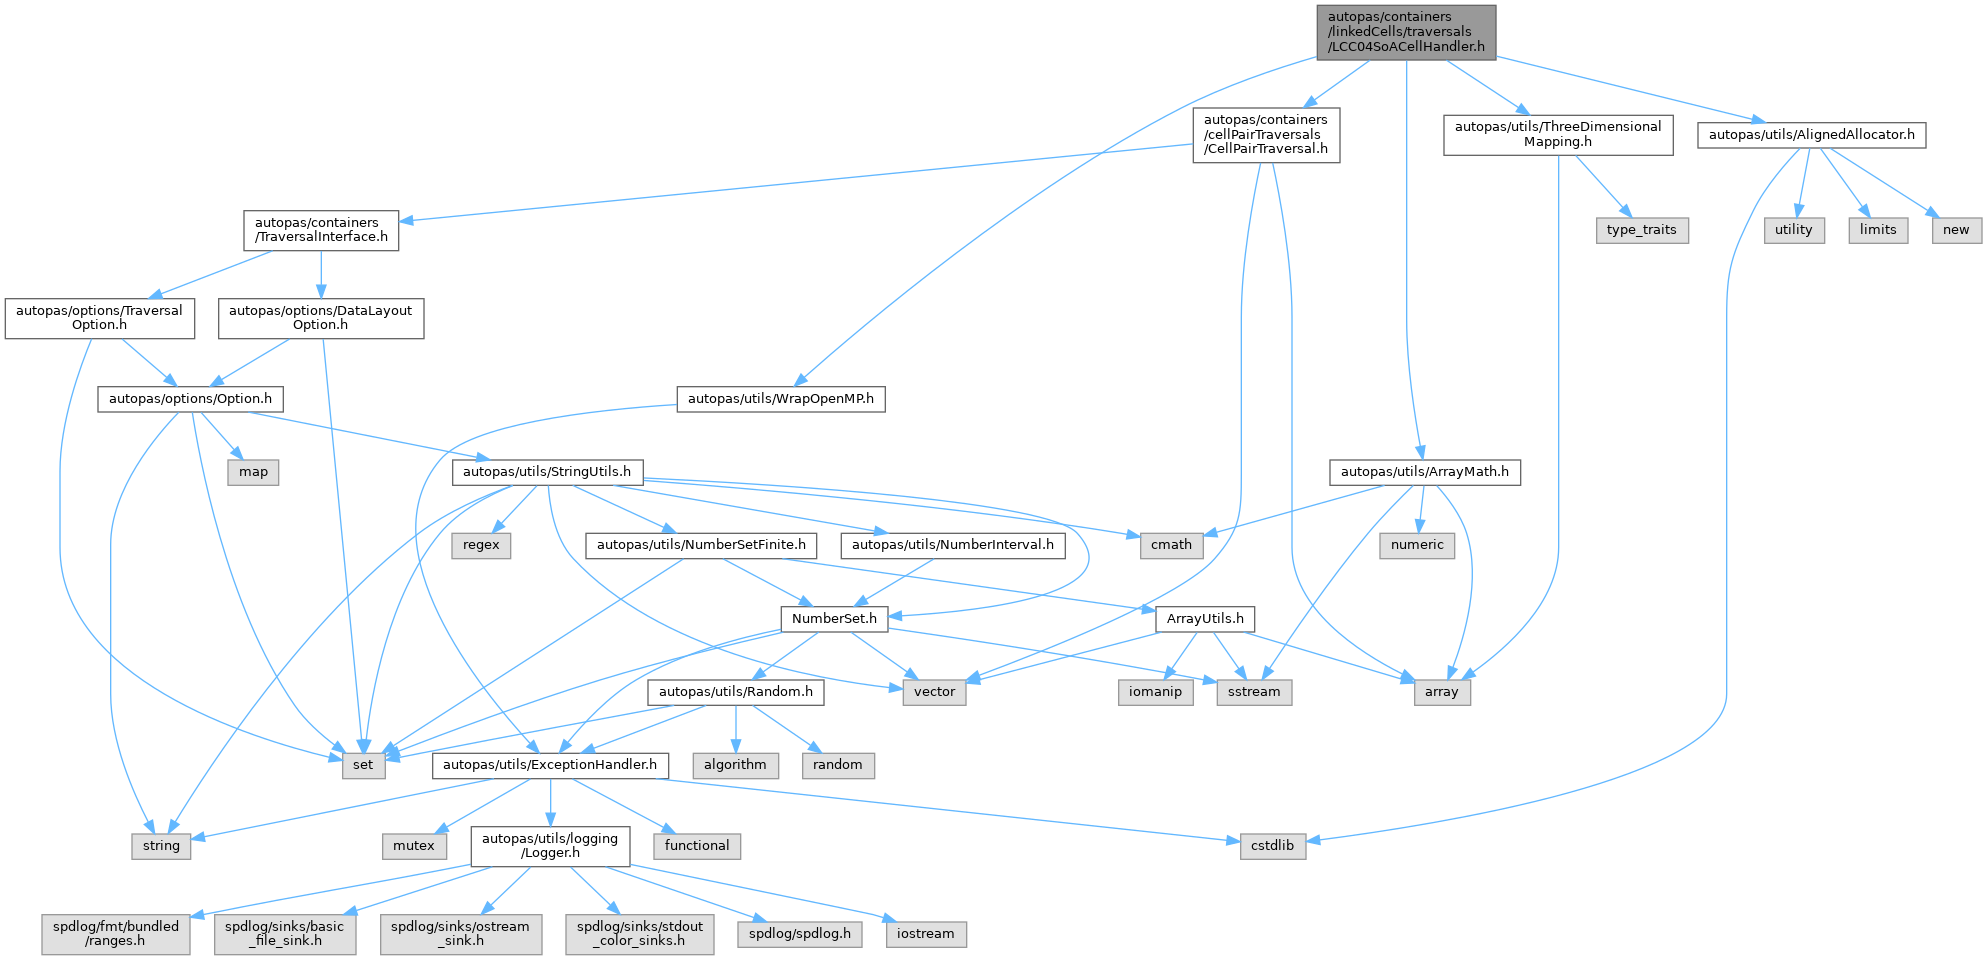 autopas/containers
/linkedCells/traversals
/LCC04SoACellHandler.h
autopas/containers
/cellPairTraversals
/CellPairTraversal.h
autopas/utils/ThreeDimensional
Mapping.h
autopas/utils/AlignedAllocator.h
autopas/containers
/TraversalInterface.h
type_traits
utility
limits
new
autopas/options/Traversal
Option.h
autopas/options/DataLayout
Option.h
autopas/options/Option.h
autopas/utils/WrapOpenMP.h
map
autopas/utils/StringUtils.h
autopas/utils/ArrayMath.h
regex
autopas/utils/NumberSetFinite.h
autopas/utils/NumberInterval.h
cmath
numeric
NumberSet.h
ArrayUtils.h
autopas/utils/Random.h
vector
iomanip
sstream
array
set
autopas/utils/ExceptionHandler.h
algorithm
random
string
mutex
autopas/utils/logging
/Logger.h
functional
cstdlib
spdlog/fmt/bundled
/ranges.h
spdlog/sinks/basic
_file_sink.h
spdlog/sinks/ostream
_sink.h
spdlog/sinks/stdout
_color_sinks.h
spdlog/spdlog.h
iostream